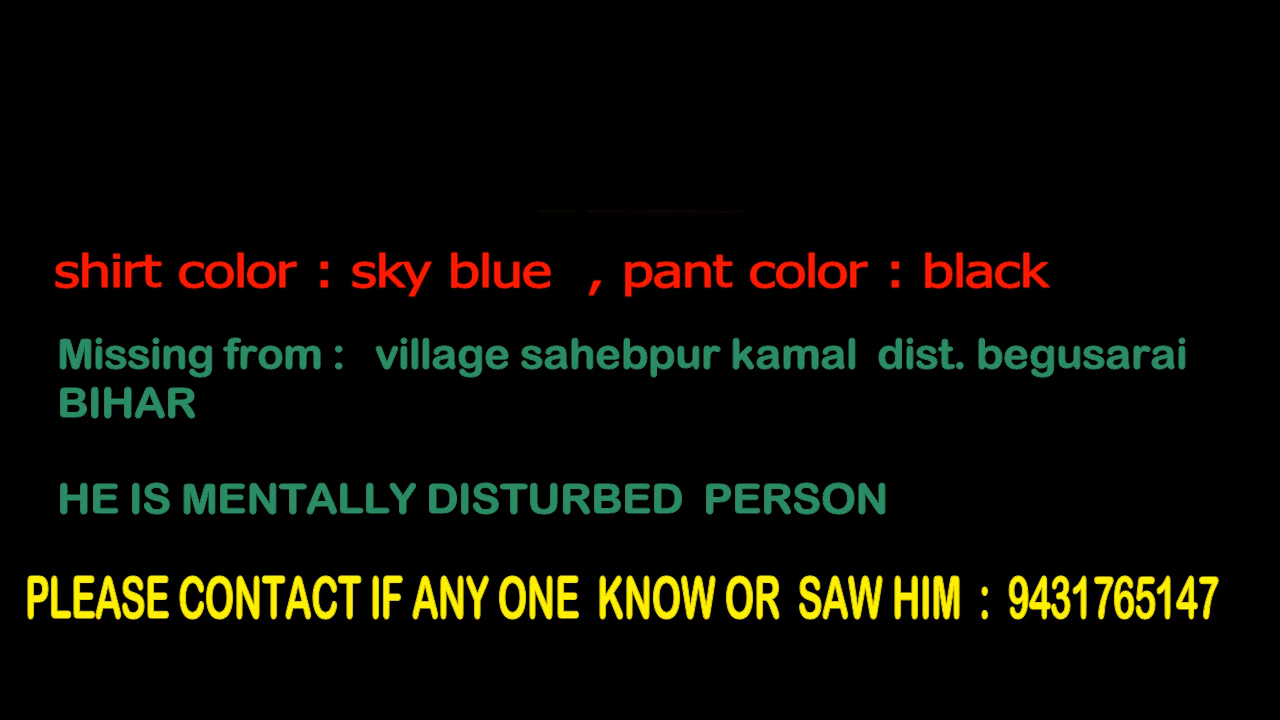 shirt color : sky blue , pant color : black
Missing from : village sahebpur kamal dist. begusarai
BIHAR
HE IS MENTALLY DISTURBED PERSON
PLEASE CONTACT IF ANY ONE KNOW OR SAW HIM : 9431765147